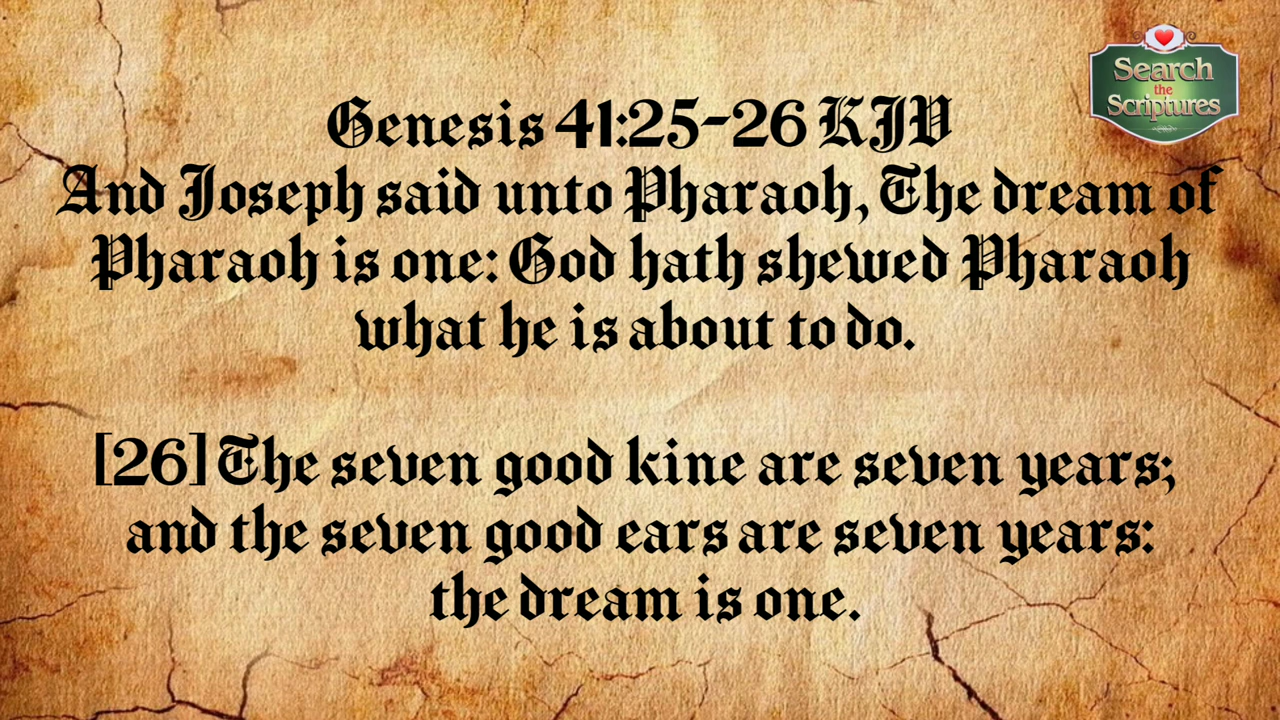 Search
the
Scriptures
Genesis 41:25-26 KJV
And Joseph said unto Pharaoh, The dream of
Pharaoh is one: God hath shewed Pharaoh
what he is about to do.
[26] The seven good kine are seven years;
and the seven good ears are seven years:
the dream is one.